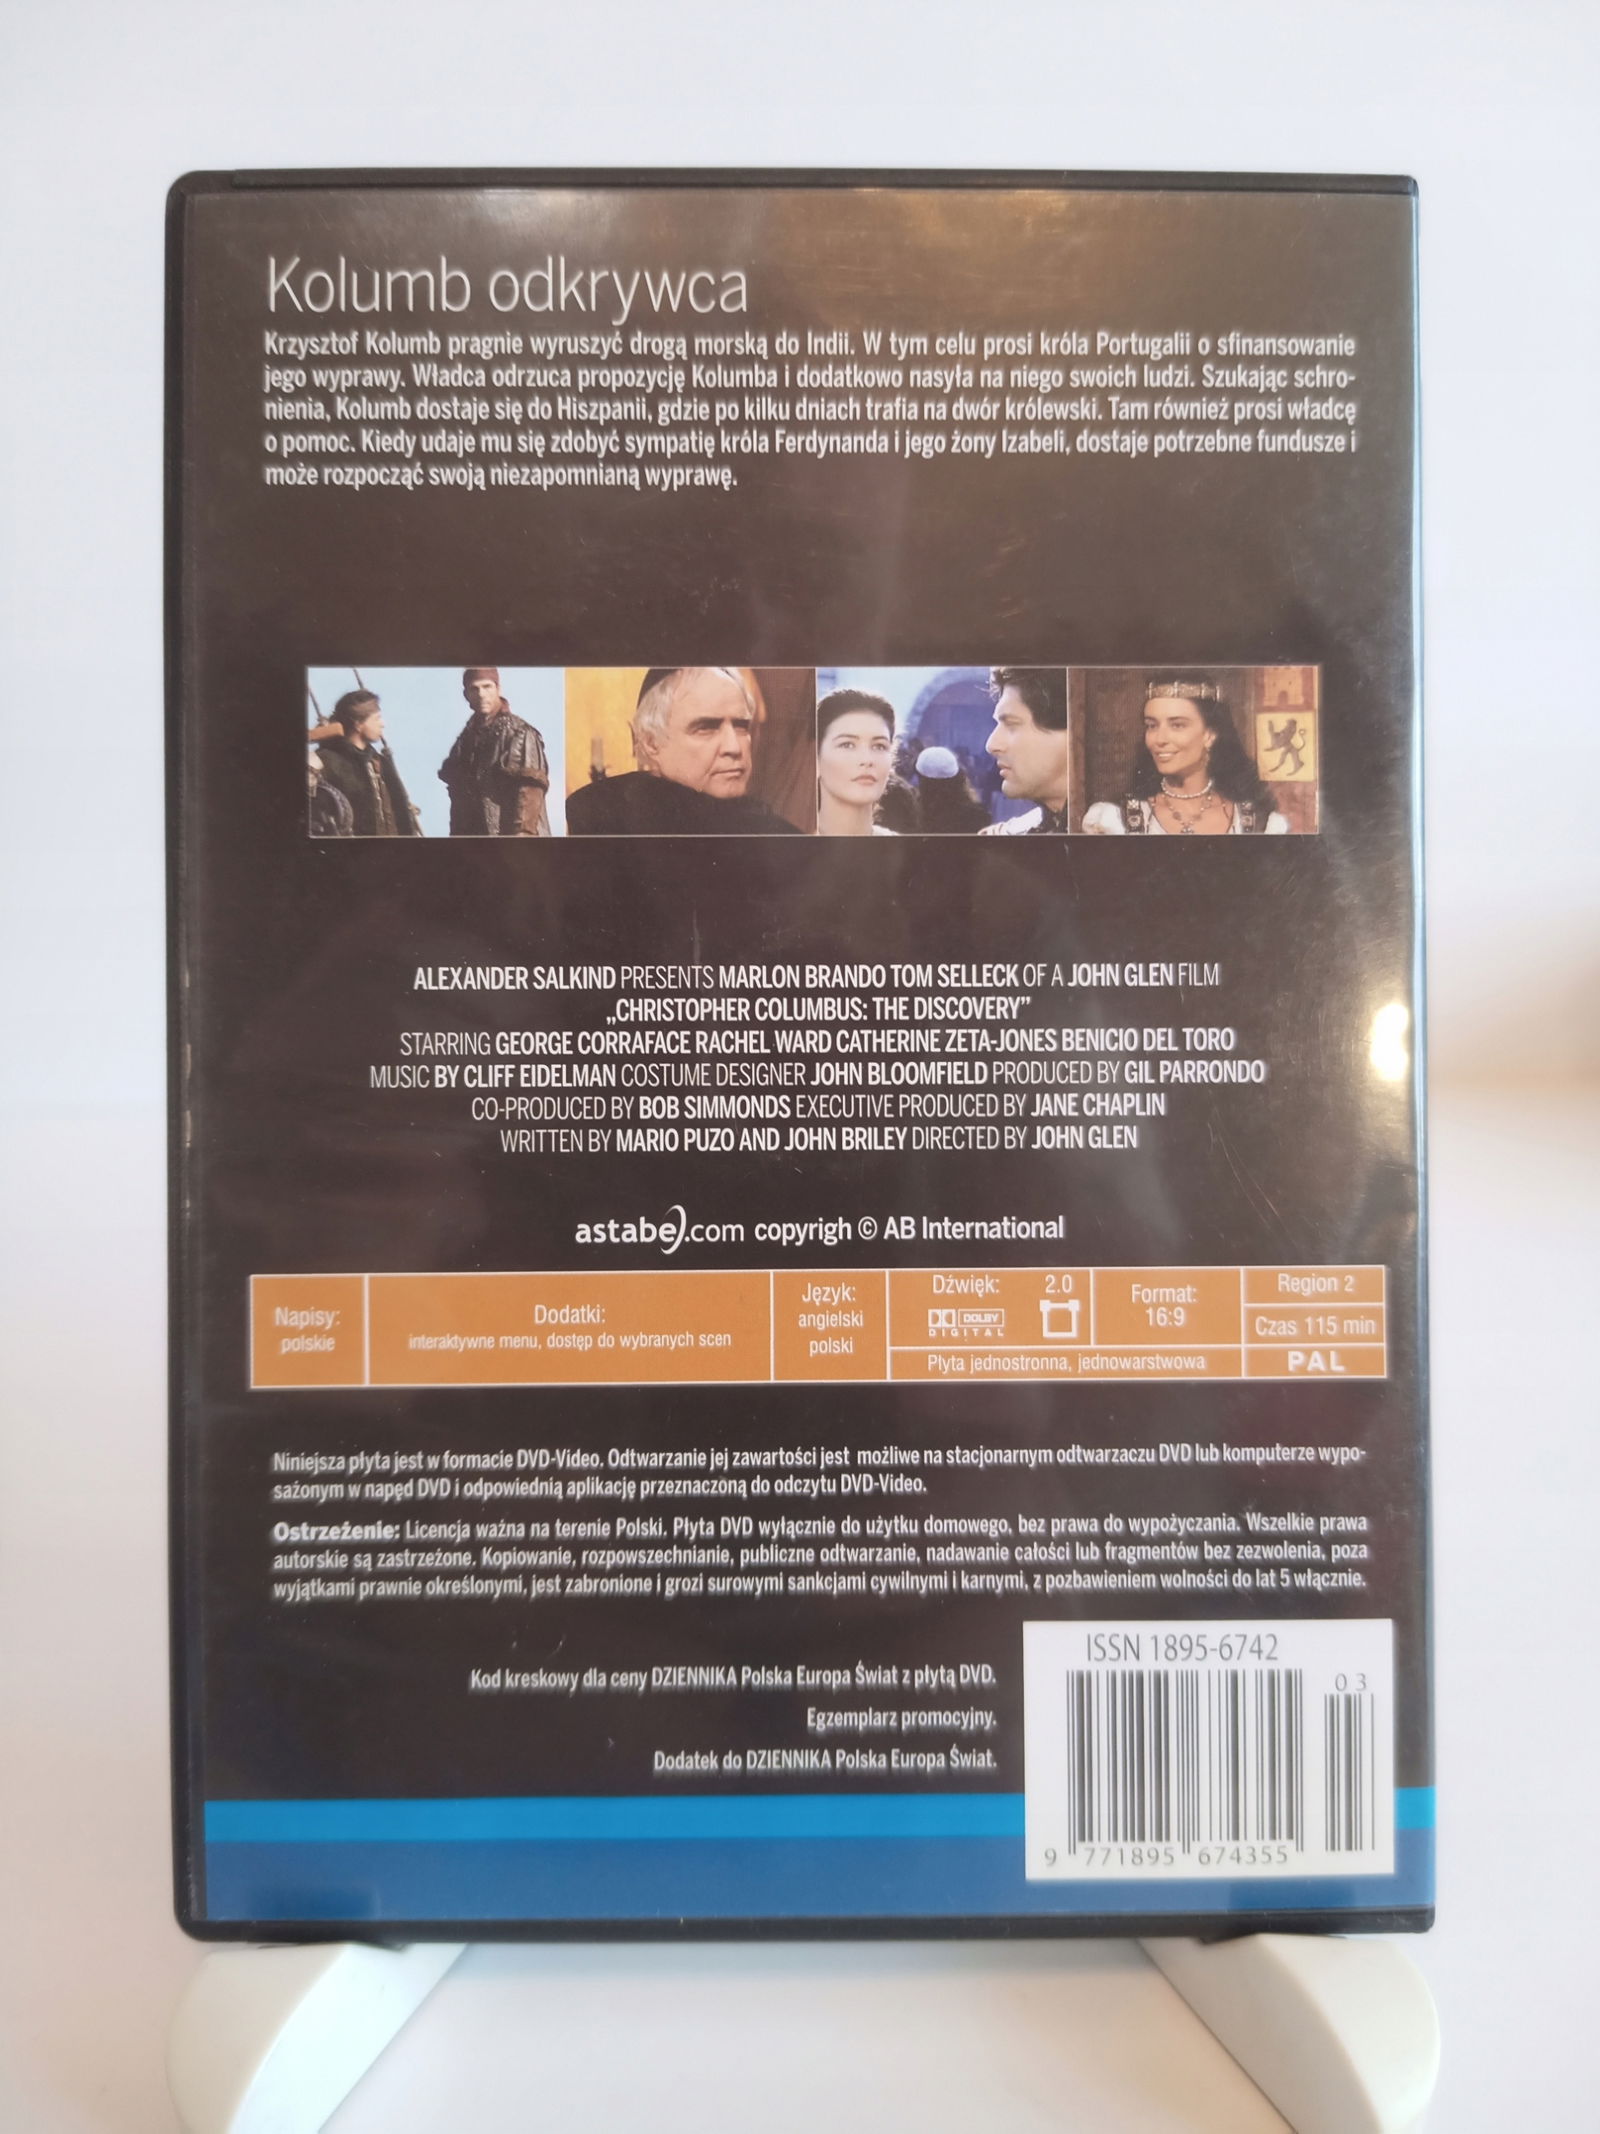 Kolumb odkrywca
Krzysztof Kolumb pragnie wyruszyć drogą morską do Indii. W tym celu prosi króla Portugalii o sfinansowanie
jego wyprawy. Władca odrzuca propozycję Kolumba i dodatkowo nasyła na niego swoich ludzi. Szukając schro-
nienia, Kolumb dostaje się do Hiszpanii, gdzie po kilku dniach trafia na dwór królewski. Tam również prosi władcę
o pomoc. Kiedy udaje mu się zdobyć sympatię króla Ferdynanda i jego żony Izabeli, dostaje potrzebne fundusze i
może rozpocząć swoją niezapomnianą wyprawę.
ALEXANDER SALKIND PRESENTS MARLON BRANDO TOM SELLECK OF A JOHN GLEN FILM
„CHRISTOPHER COLUMBUS: THE DISCOVERY”
STARRING GEORGE CORRAFACE RACHEL WARD CATHERINE ZETA-JONES BENICIO DEL TORO
MUSIC BY CLIFF EIDELMAN COSTUME DESIGNER JOHN BLOOMFIELD PRODUCED BY GIL PARRONDO
CO-PRODUCED BY BOB SIMMONDS EXECUTIVE PRODUCED BY JANE CHAPLIN
WRITTEN BY MARIO PUZO AND JOHN BRILEY DIRECTED BY JOHN GLEN
astabe.com copyrigh © AB International
Napisy:
polskie
Dodatki:
interaktywne menu, dostęp do wybranych scen
Język:
angielski
polski
Dźwięk: 2.0
DOLBY
DIGITAL
Płyta jednostronna, jednowarstwowa
Format:
16:9
Region 2
Czas 115 min
PAL
Niniejsza płyta jest w formacie DVD-Video. Odtwarzanie jej zawartości jest możliwe na stacjonarnym odtwarzaczu DVD lub komputerze wypo-
sażonym w napęd DVD i odpowiednią aplikację przeznaczoną do odczytu DVD-Video.
Ostrzeżenie: Licencja ważna na terenie Polski. Płyta DVD wyłącznie do użytku domowego, bez prawa do wypożyczania. Wszelkie prawa
autorskie są zastrzeżone. Kopiowanie, rozpowszechnianie, publiczne odtwarzanie, nadawanie całości lub fragmentów bez zezwolenia, poza
wyjątkami prawnie określonymi, jest zabronione i grozi surowymi sankcjami cywilnymi i karnymi, z pozbawieniem wolności do lat 5 włącznie.
Kod kreskowy dla ceny DZIENNIKA Polska Europa Świat z płytą DVD.
Egzemplarz promocyjny.
Dodatek do DZIENNIKA Polska Europa Świat.
ISSN 1895-6742
03
9 771895 674355